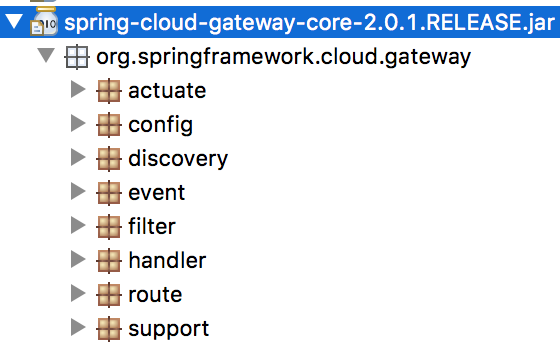 spring-cloud-gateway-core-2.0.1.RELEASE.jar
org.springframework.cloud.gateway
actuate
config
discovery
event
filter
handler
route
support